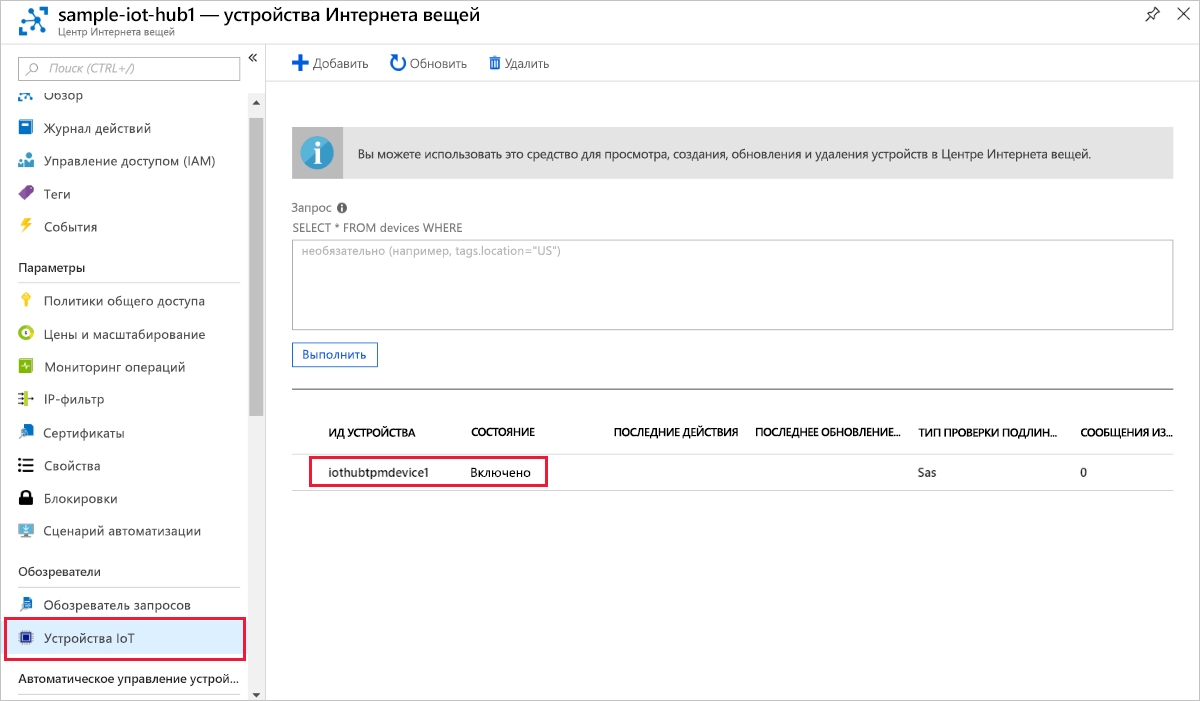 sample-iot-hub1 — устройства Интернета вещей
Центр Интернета вещей
Поиск (CTRL+/)
Обзор
Журнал действий
Управление доступом (IAM)
Теги
События
Параметры
Политики общего доступа
Цены и масштабирование
Мониторинг операций
IP-фильтр
Сертификаты
Свойства
Блокировки
Сценарий автоматизации
Обозреватели
Обозреватель запросов
Устройства IoT
Автоматическое управление устрой...
Добавить Обновить Удалить
Вы можете использовать это средство для просмотра, создания, обновления и удаления устройств в Центре Интернета вещей.
Запрос
SELECT * FROM devices WHERE
необязательно (например, tags.location="US")
Выполнить
ИД УСТРОЙСТВА СОСТОЯНИЕ ПОСЛЕДНИЕ ДЕЙСТВИЯ ПОСЛЕДНЕЕ ОБНОВЛЕНИЕ... ТИП ПРОВЕРКИ ПОДЛИН... СООБЩЕНИЯ ИЗ...
iothubtpmdevice1 Включено Sas 0